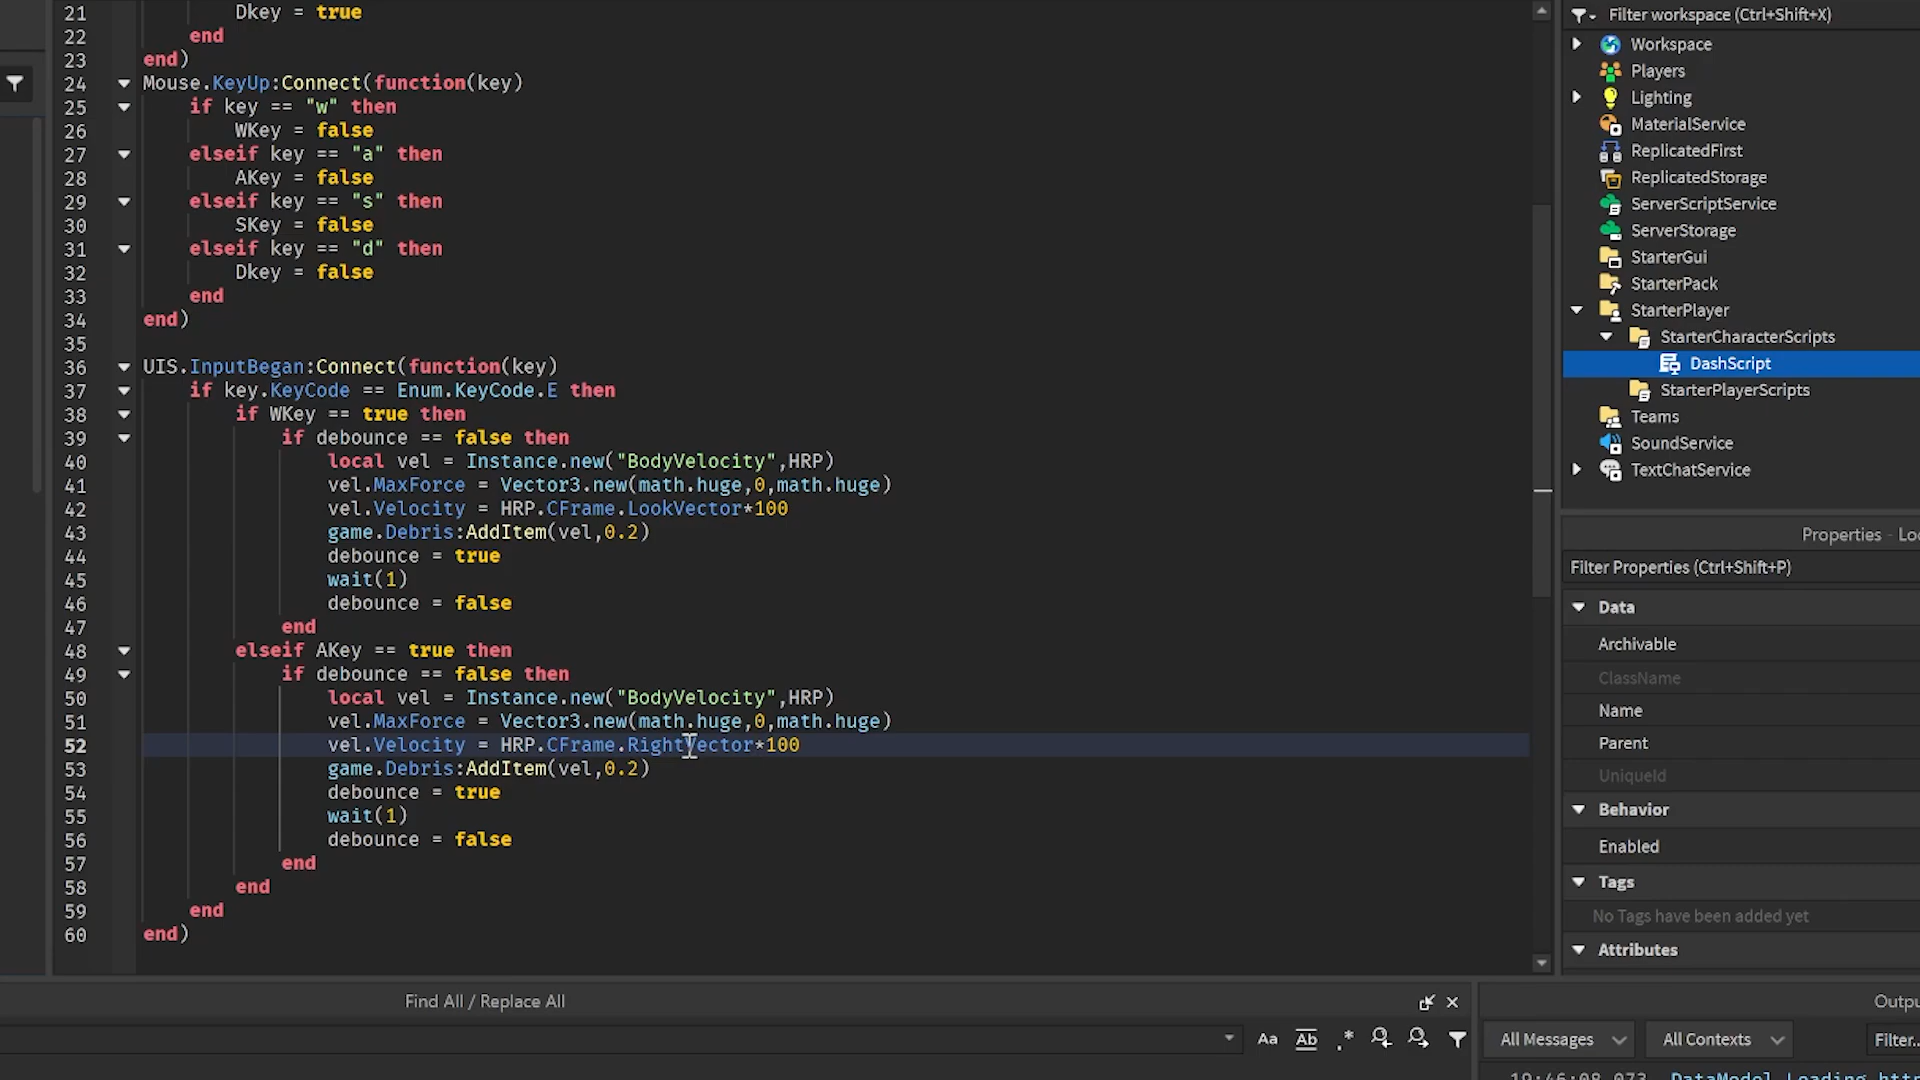 21 Dkey = true
22 end
23 end)
24 Mouse.KeyUp:Connect(function(key)
25 if key == "w" then
26 WKey = false
27 elseif key == "a" then
28 AKey = false
29 elseif key == "s" then
30 SKey = false
31 elseif key == "d" then
32 Dkey = false
33 end
34 end)
35
36 UIS.InputBegan:Connect(function(key)
37 if key.KeyCode == Enum.KeyCode.E then
38 if WKey == true then
39 if debounce == false then
40 local vel = Instance.new("BodyVelocity",HRP)
41 vel.MaxForce = Vector3.new(math.huge,0,math.huge)
42 vel.Velocity = HRP.CFrame.LookVector*100
43 game.Debris:AddItem(vel,0.2)
44 debounce = true
45 wait(1)
46 debounce = false
47 end
48 elseif AKey == true then
49 if debounce == false then
50 local vel = Instance.new("BodyVelocity",HRP)
51 vel.MaxForce = Vector3.new(math.huge,0,math.huge)
52 vel.Velocity = HRP.CFrame.RightVector*100
53 game.Debris:AddItem(vel,0.2)
54 debounce = true
55 wait(1)
56 debounce = false
57 end
58 end
59 end
60 end)
Filter workspace (Ctrl+Shift+X)
Workspace
Players
Lighting
MaterialService
ReplicatedFirst
ReplicatedStorage
ServerScriptService
ServerStorage
StarterGui
StarterPack
StarterPlayer
StarterCharacterScripts
DashScript
StarterPlayerScripts
Teams
SoundService
TextChatService
Properties - Loc
Filter Properties (Ctrl+Shift+P)
Data
Archivable
ClassName
Name
Parent
UniqueId
Behavior
Enabled
Tags
No Tags have been added yet
Attributes
Find All / Replace All
Aa Ab .*
Outpu
All Messages All Contexts Filter..